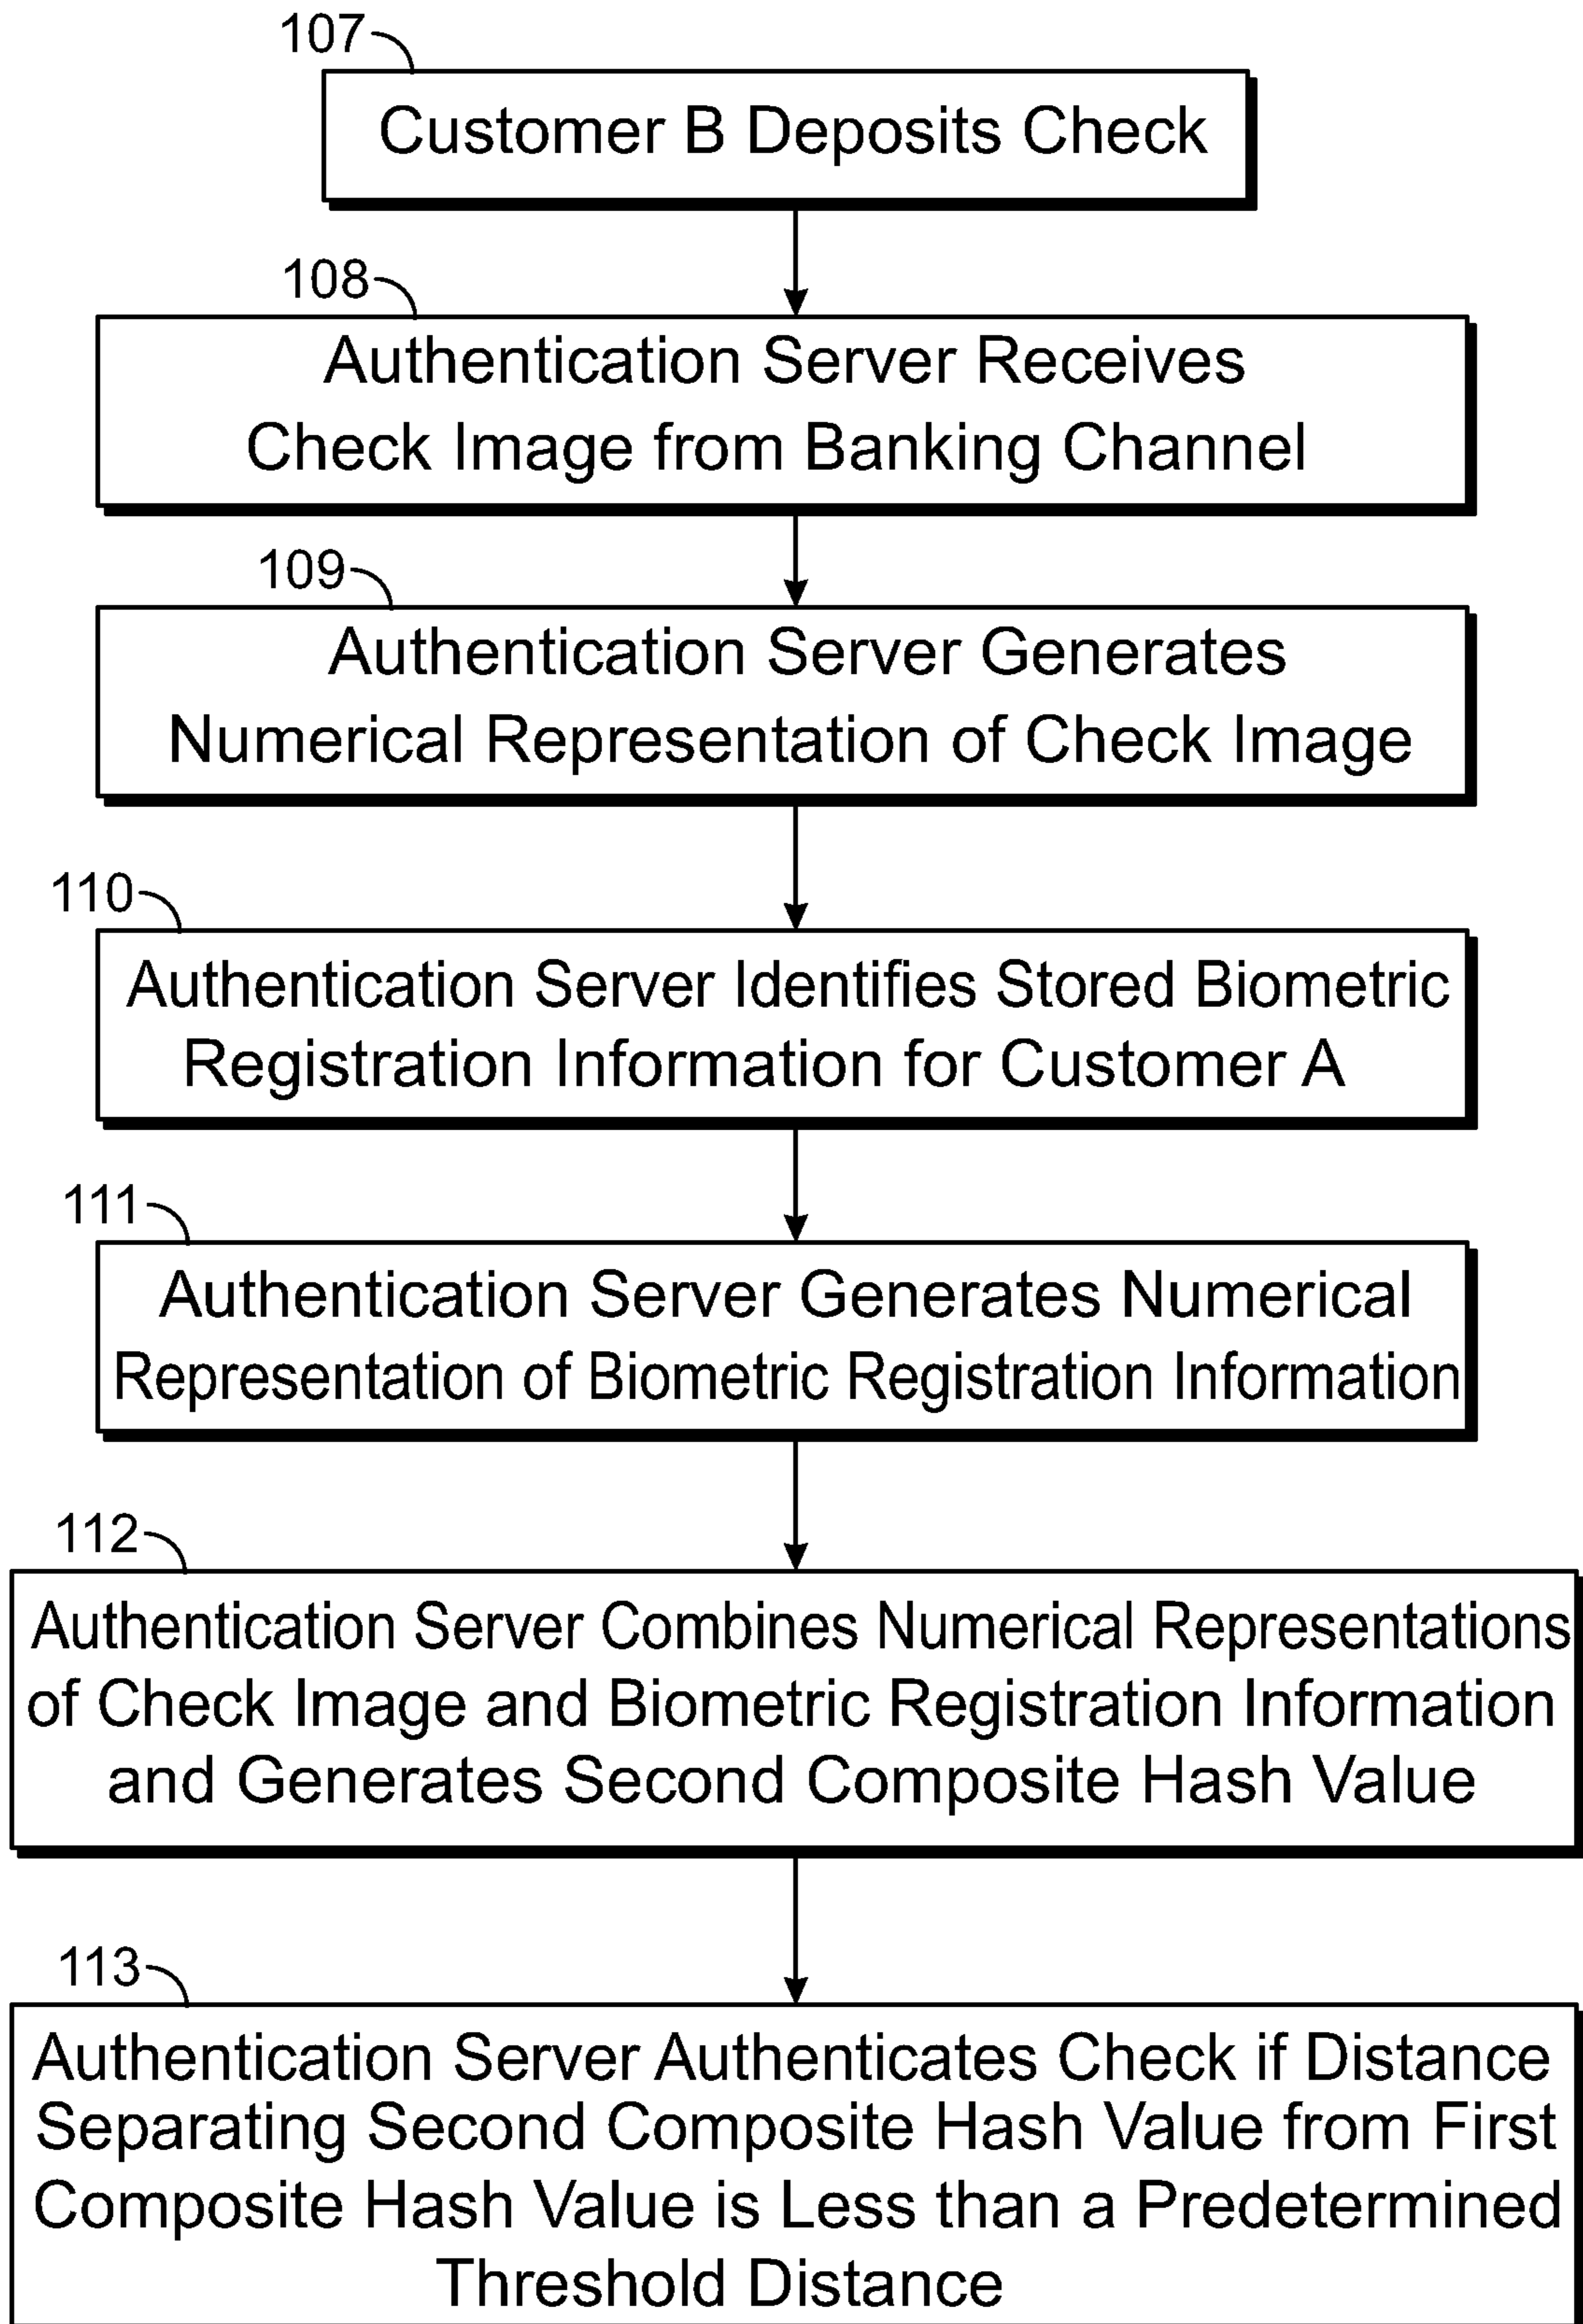 107
Customer B Deposits Check
108
Authentication Server Receives
Check Image from Banking Channel
109
Authentication Server Generates
Numerical Representation of Check Image
110
Authentication Server Identifies Stored Biometric
Registration Information for Customer A
111
Authentication Server Generates Numerical
Representation of Biometric Registration Information
112
Authentication Server Combines Numerical Representations
of Check Image and Biometric Registration Information
and Generates Second Composite Hash Value
113
Authentication Server Authenticates Check if Distance
Separating Second Composite Hash Value from First
Composite Hash Value is Less than a Predetermined
Threshold Distance